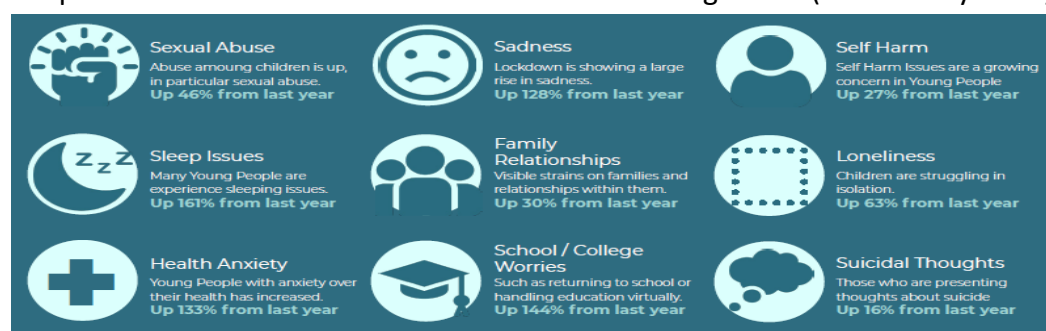 Sexual Abuse
Abuse amoung children is up,
in particular sexual abuse.
Up 46% from last year
Sadness
Lockdown is showing a large
rise in sadness.
Up 128% from last year
Self Harm
Self Harm Issues are a growing
concern in Young People
Up 27% from last year
z z Z
Sleep Issues
Many Young People are
experience sleeping issues.
Up 161% from last year
Family
Relationships
Visible strains on families and
relationships within them.
Up 30% from last year
Loneliness
Children are struggling in
isolation.
Up 63% from last year
Health Anxiety
Young People with anxiety over
their health has increased.
Up 133% from last year
School / College
Worries
Such as returning to school or
handling education virtually.
Up 144% from last year
Suicidal Thoughts
Those who are presenting
thoughts about suicide
Up 16% from last year